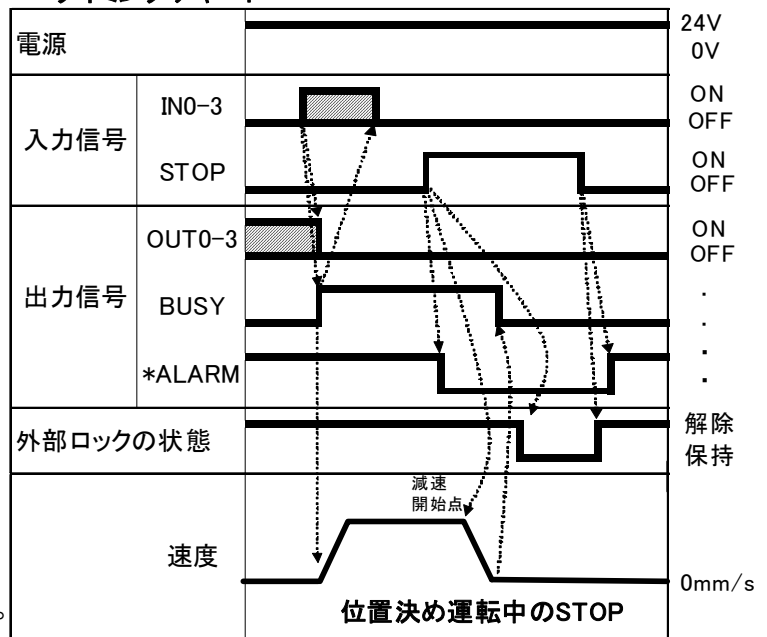 電源
24V
0V
入力信号
IN0-3
ON
OFF
STOP
ON
OFF
出力信号
OUT0-3
ON
OFF
BUSY
*ALARM
外部ロックの状態
解除
保持
速度
減速
開始点
0mm/s
位置決め運転中のSTOP
。